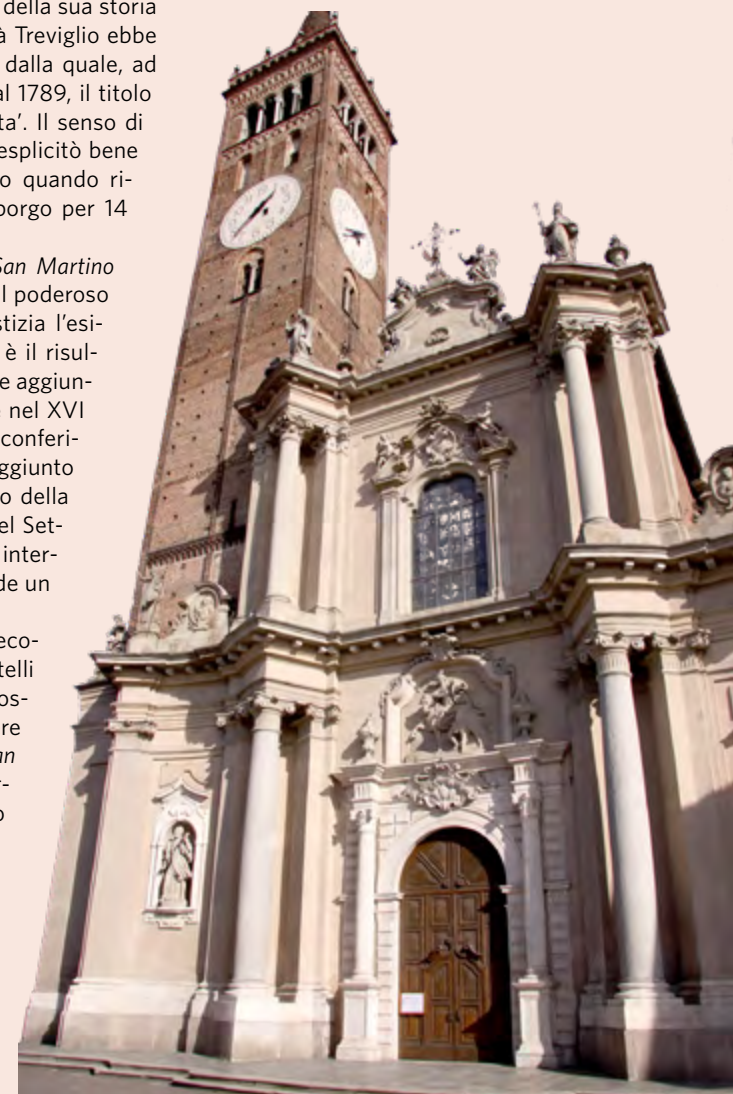 della sua storia
à Treviglio ebbe
dalla quale, ad
al 1789, il titolo
ta’. Il senso di
esplicitò bene
o quando ri-
borgo per 14
San Martino
l poderoso
stizia l’esi-
è il risul-
e aggiun-
nel XVI
conferi-
ggiunto
o della
el Set-
inter-
de un
eco-
telli
os-
re
an
r-
o